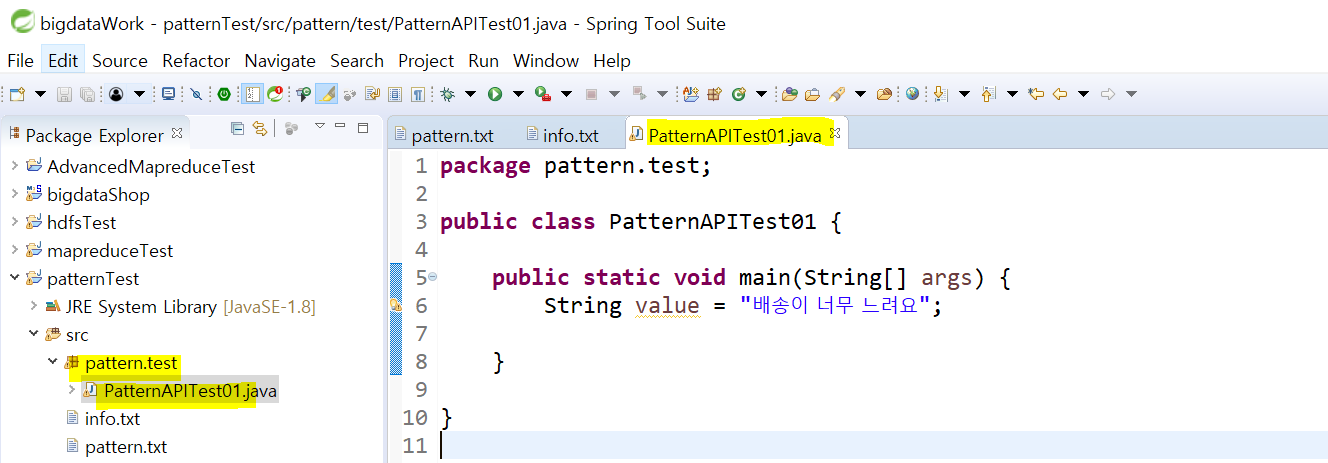 bigdataWork - patternTest/src/pattern/test/PatternAPITest01.java - Spring Tool Suite
File Edit Source Refactor Navigate Search Project Run Window Help
Package Explorer
AdvancedMapreduceTest
bigdataShop
hdfsTest
mapreduceTest
patternTest
JRE System Library [JavaSE-1.8]
src
pattern.test
PatternAPITest01.java
info.txt
pattern.txt
pattern.txt info.txt PatternAPITest01.java
1 package pattern.test;
2
3 public class PatternAPITest01 {
4
5 public static void main(String[] args) {
6 String value = "배송이 너무 느려요";
7
8 }
9
10 }
11